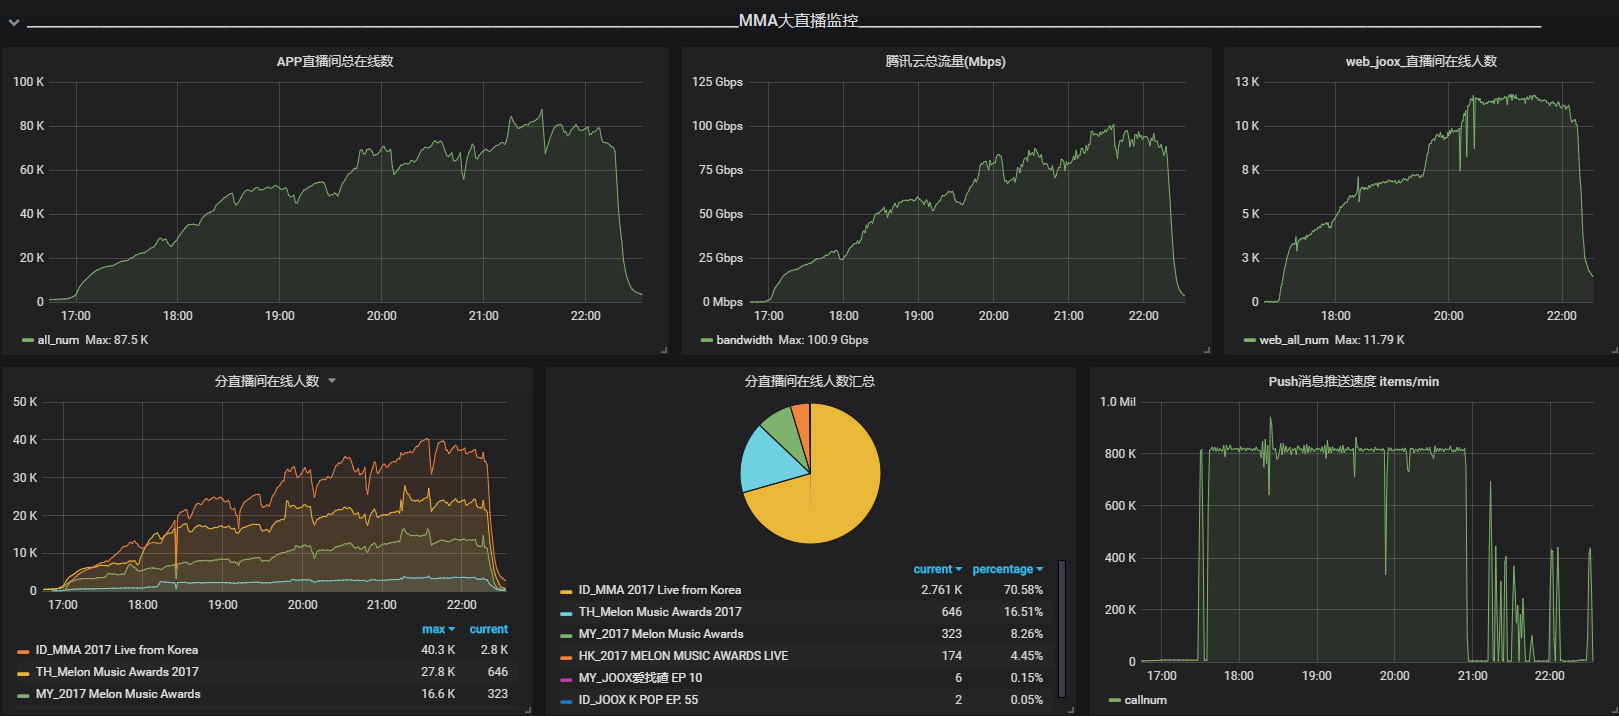 MMA大直播监控
APP直播间总在线数
100 K
80 K
60 K
40 K
20 K
0
17:00 18:00 19:00 20:00 21:00 22:00
all_num Max: 87.5 K
腾讯云总流量(Mbps)
125 Gbps
100 Gbps
75 Gbps
50 Gbps
25 Gbps
0 Mbps
17:00 18:00 19:00 20:00 21:00 22:00
bandwidth Max: 100.9 Gbps
web_joox_直播间在线人数
13 K
10 K
8 K
5 K
3 K
0
18:00 20:00 22:00
web_all_num Max: 11.79 K
分直播间在线人数
50 K
40 K
30 K
20 K
10 K
0
17:00 18:00 19:00 20:00 21:00 22:00
max current
ID_MMA 2017 Live from Korea 40.3 K 2.8 K
TH_Melon Music Awards 2017 27.8 K 646
MY_2017 Melon Music Awards 16.6 K 323
分直播间在线人数汇总
current percentage
ID_MMA 2017 Live from Korea 2.761 K 70.58%
TH_Melon Music Awards 2017 646 16.51%
MY_2017 Melon Music Awards 323 8.26%
HK_2017 MELON MUSIC AWARDS LIVE 174 4.45%
MY_JOOX爱找碴 EP 10 6 0.15%
ID_JOOX K POP EP. 55 2 0.05%
Push消息推送速度 items/min
1.0 Mil
800 K
600 K
400 K
200 K
0
17:00 18:00 19:00 20:00 21:00 22:00
callnum